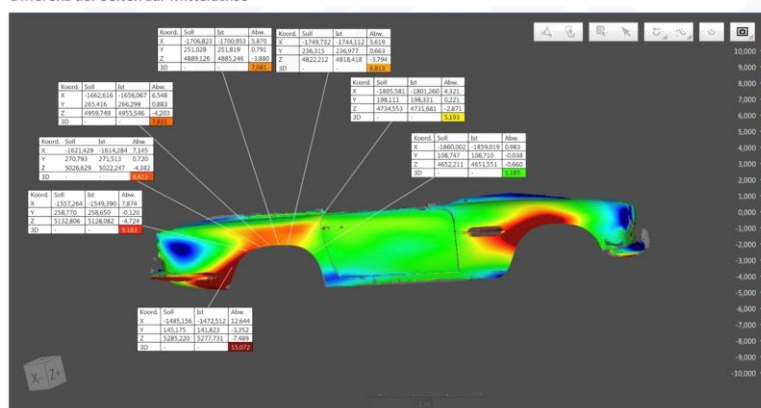 Differenz der Seiten zur Mittelachse
Koord. Soll Ist Abw.
X -1706,823 -1700,953 5,870
Y 251,028 251,819 0,791
Z 4889,126 4885,246 -3,880
3D - - 7,081
Koord. Soll Ist Abw.
X -1749,732 -1744,112 5,619
Y 236,315 236,977 0,663
Z 4822,212 4818,418 -3,794
3D - - 6,813
Koord. Soll Ist Abw.
X -1662,616 -1656,067 6,548
Y 265,416 266,299 0,883
Z 4959,749 4955,546 -4,203
3D - - 7,831
Koord. Soll Ist Abw.
X -1805,581 -1801,260 4,321
Y 198,111 198,331 0,221
Z 4734,553 4731,681 -2,871
3D - - 5,193
Koord. Soll Ist Abw.
X -1621,429 -1614,284 7,145
Y 270,793 271,513 0,720
Z 5026,629 5022,247 -4,382
3D - - 8,413
Koord. Soll Ist Abw.
X -1860,002 -1859,019 0,983
Y 108,747 108,710 -0,038
Z 4652,211 4651,551 -0,660
3D - - 1,185
Koord. Soll Ist Abw.
X -1557,264 -1549,390 7,874
Y 258,770 258,650 -0,120
Z 5132,806 5128,082 -4,724
3D - - 9,183
Koord. Soll Ist Abw.
X -1485,156 -1472,512 12,644
Y 145,175 141,823 -3,352
Z 5285,220 5277,731 -7,489
3D - - 15,072
10,000
9,000
8,000
7,000
6,000
5,000
4,000
3,000
2,000
1,000
0,000
-1,000
-2,000
-3,000
-4,000
-5,000
-6,000
-7,000
-8,000
-9,000
-10,000
X- Z+